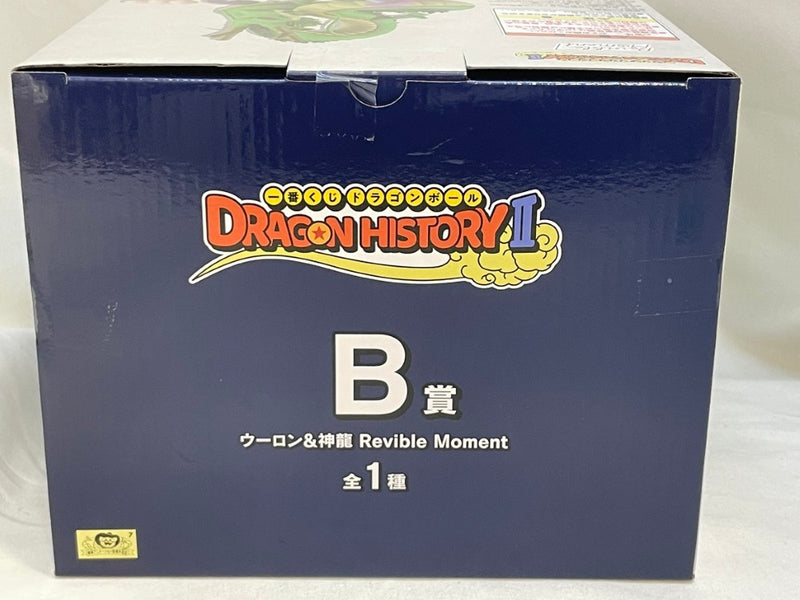 一番くじドラゴンボール
DRAGON HISTORY II
B賞
ウーロン&神龍 Revible Moment
全1種